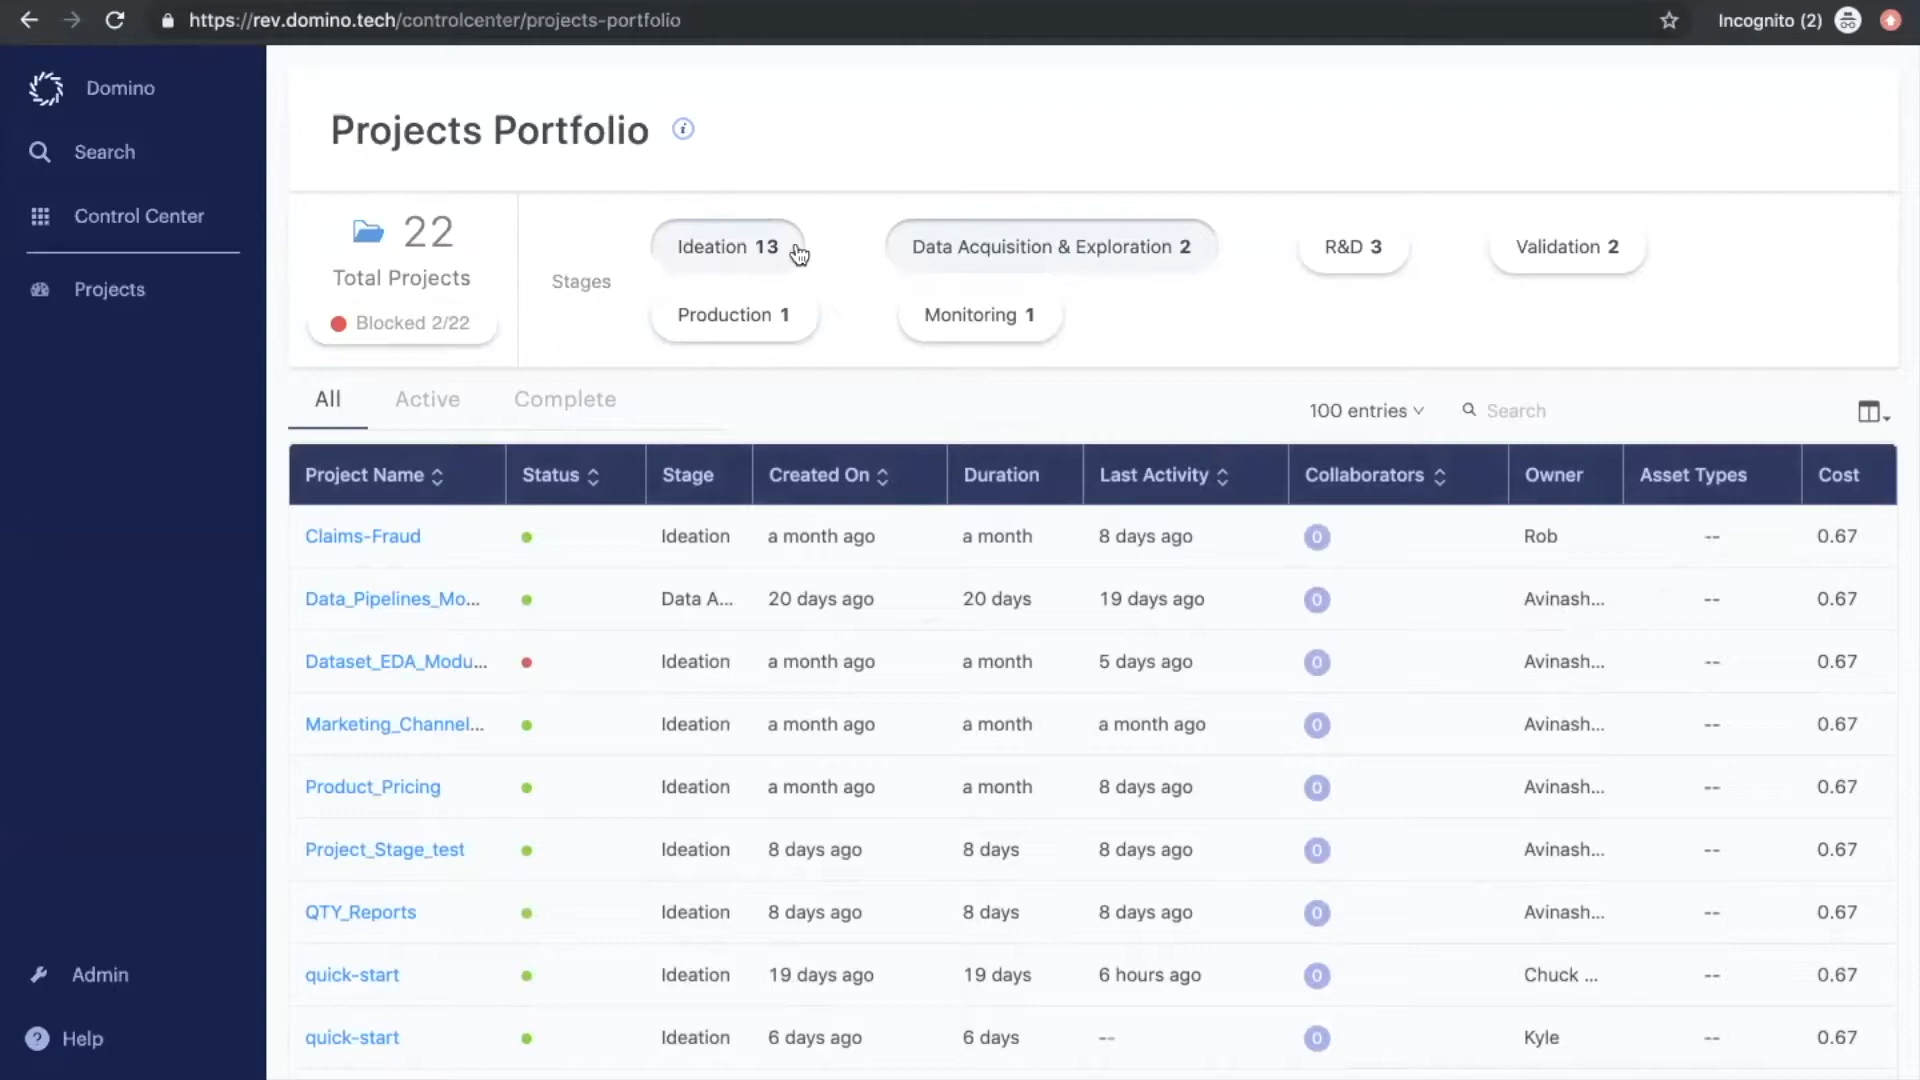 https://rev.domino.tech/controlcenter/projects-portfolio
Incognito (2)
Domino
Search
Control Center
Projects
Admin
Help
Projects Portfolio
22
Total Projects
Blocked 2/22
Stages
Ideation 13
Data Acquisition & Exploration 2
R&D 3
Validation 2
Production 1
Monitoring 1
All Active Complete
100 entries
Search
Project Name Status Stage Created On Duration Last Activity Collaborators Owner Asset Types Cost
Claims-Fraud Ideation a month ago a month 8 days ago 0 Rob -- 0.67
Data_Pipelines_Mo... Data A... 20 days ago 20 days 19 days ago 0 Avinash... -- 0.67
Dataset_EDA_Modu... Ideation a month ago a month 5 days ago 0 Avinash... -- 0.67
Marketing_Channel... Ideation a month ago a month a month ago 0 Avinash... -- 0.67
Product_Pricing Ideation a month ago a month 8 days ago 0 Avinash... -- 0.67
Project_Stage_test Ideation 8 days ago 8 days 8 days ago 0 Avinash... -- 0.67
QTY_Reports Ideation 8 days ago 8 days 8 days ago 0 Avinash... -- 0.67
quick-start Ideation 19 days ago 19 days 6 hours ago 0 Chuck ... -- 0.67
quick-start Ideation 6 days ago 6 days -- 0 Kyle -- 0.67